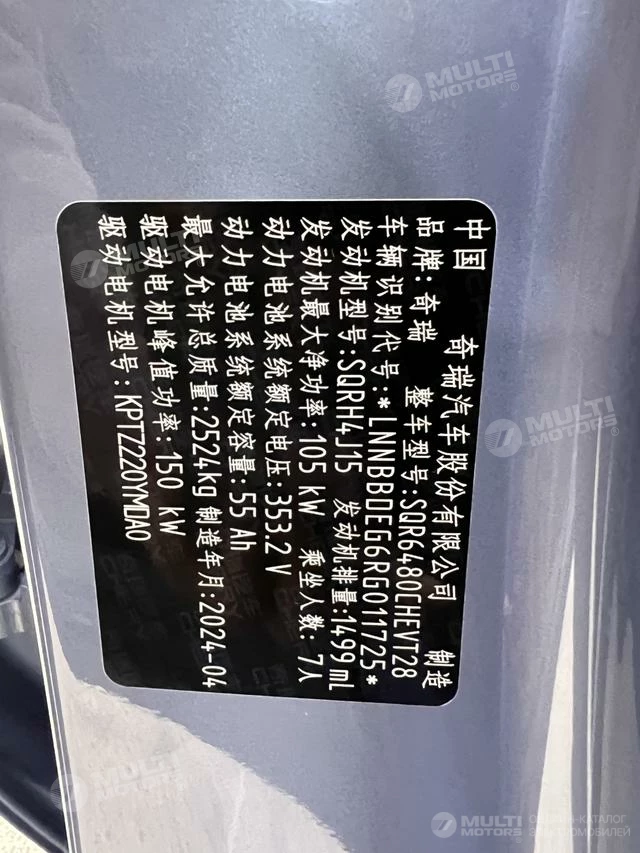 中国 奇瑞汽车股份有限公司 制造
品牌:奇瑞 整车型号:SQR6480CHEVT28
车辆识别代号:*LNNBBDEG6RG011725*
发动机型号:SQRH4J15 发动机排量:1499mL
发动机最大净功率:105 kW 乘坐人数: 7人
动力电池系统额定电压:353.2 V
动力电池系统额定容量:55 Ah
最大允许总质量:2524kg 制造年月:2024-04
驱动电机峰值功率:150 kW
驱动电机型号:KPTZ220YMDA0
MULTI
MOTORS®
MULTI
MOTORS
MULTI
MOTORS
MULTI
MOTORS
MULTI
MOTORS
ОНЛАЙН-КАТАЛОГ
АВТОМОБИЛЕЙ